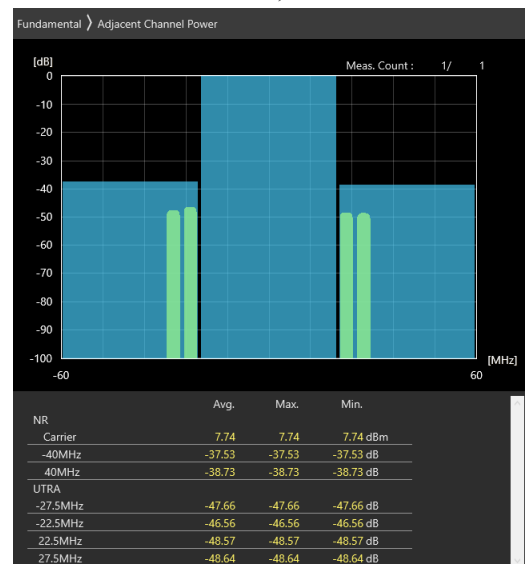 Fundamental 〉 Adjacent Channel Power
[dB]
Meas. Count : 1/ 1
0
-10
-20
-30
-40
-50
-60
-70
-80
-90
-100
[MHz]
-60 60
Avg. Max. Min.
NR
Carrier 7.74 7.74 7.74 dBm
-40MHz -37.53 -37.53 -37.53 dB
40MHz -38.73 -38.73 -38.73 dB
UTRA
-27.5MHz -47.66 -47.66 -47.66 dB
-22.5MHz -46.56 -46.56 -46.56 dB
22.5MHz -48.57 -48.57 -48.57 dB
27.5MHz -48.64 -48.64 -48.64 dB